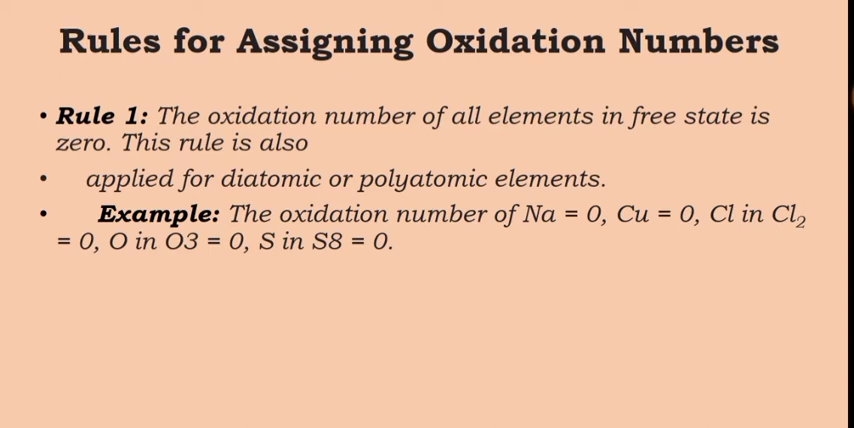 Rules for Assigning Oxidation Numbers
• Rule 1: The oxidation number of all elements in free state is
zero. This rule is also
• applied for diatomic or polyatomic elements.
• Example: The oxidation number of Na = 0, Cu = 0, Cl in Cl₂
= 0, O in O3 = 0, S in S8 = 0.